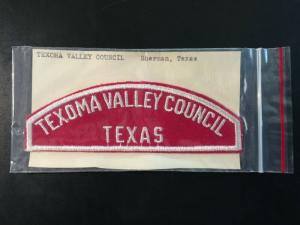 TEXOMA VALLEY COUNCIL Sherman, Texas
TEXOMA VALLEY COUNCIL
TEXAS